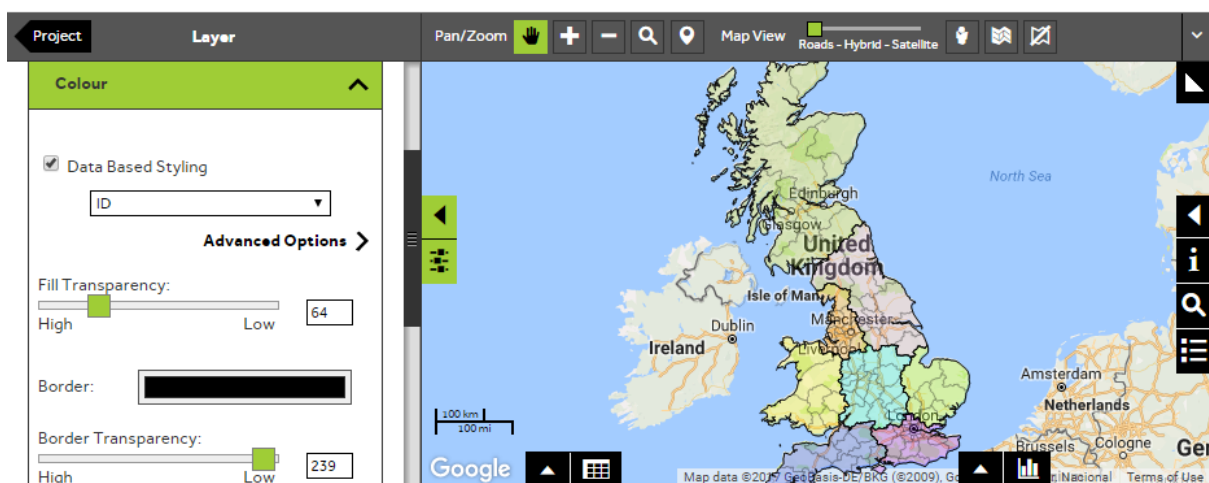 Project
Layer
Pan/Zoom
Map View
Roads - Hybrid - Satellite
Colour
Data Based Styling
ID
Advanced Options
Fill Transparency:
High
Low
64
Border:
Border Transparency:
High
Low
239
North Sea
Edinburgh
Glasgow
United
Kingdom
Isle of Man
Manchester
Dublin
Liverpool
Ireland
Amsterdam
Netherlands
London
Brussels
Cologne
Ger
100 km
100 mi
Google
Map data ©2017 GeoBasis-DE/BKG (©2009), Go
Nacional
Terms of Use